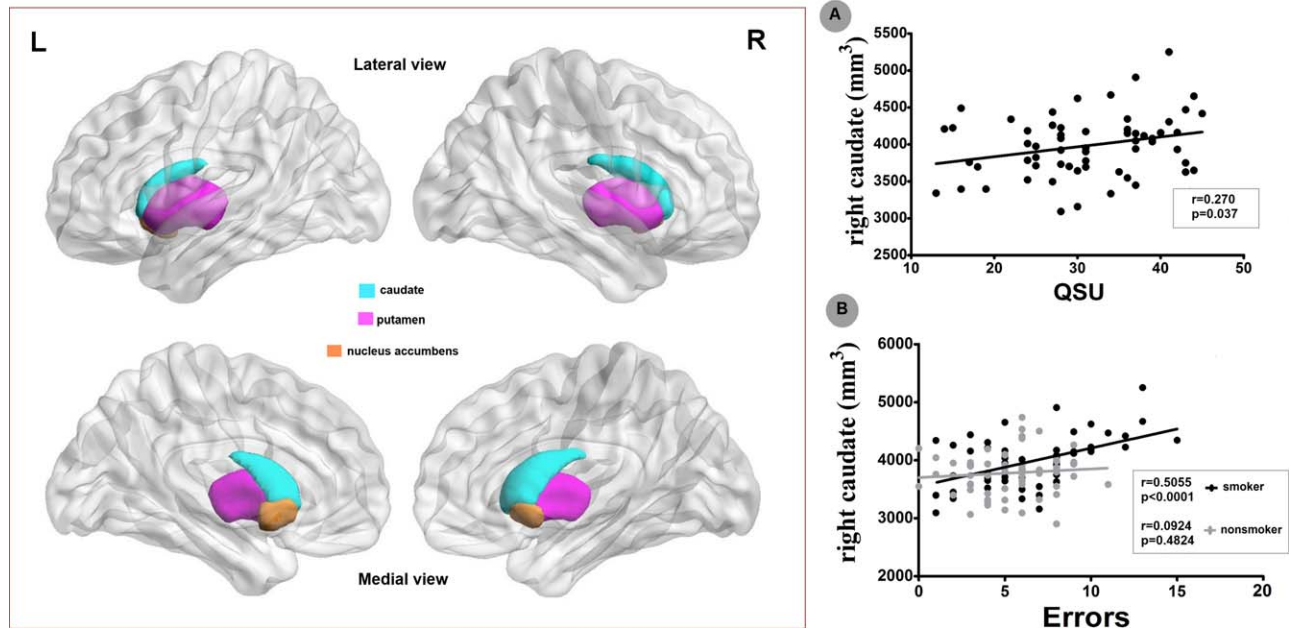 L
R
Lateral view
caudate
putamen
nucleus accumbens
Medial view
A
right caudate (mm³)
5500
5000
4500
4000
3500
3000
2500
10
20
30
40
50
QSU
r=0.270
p=0.037
B
right caudate (mm³)
6000
5000
4000
3000
2000
0
5
10
15
20
Errors
r=0.5055
p<0.0001
smoker
r=0.0924
p=0.4824
nonsmoker